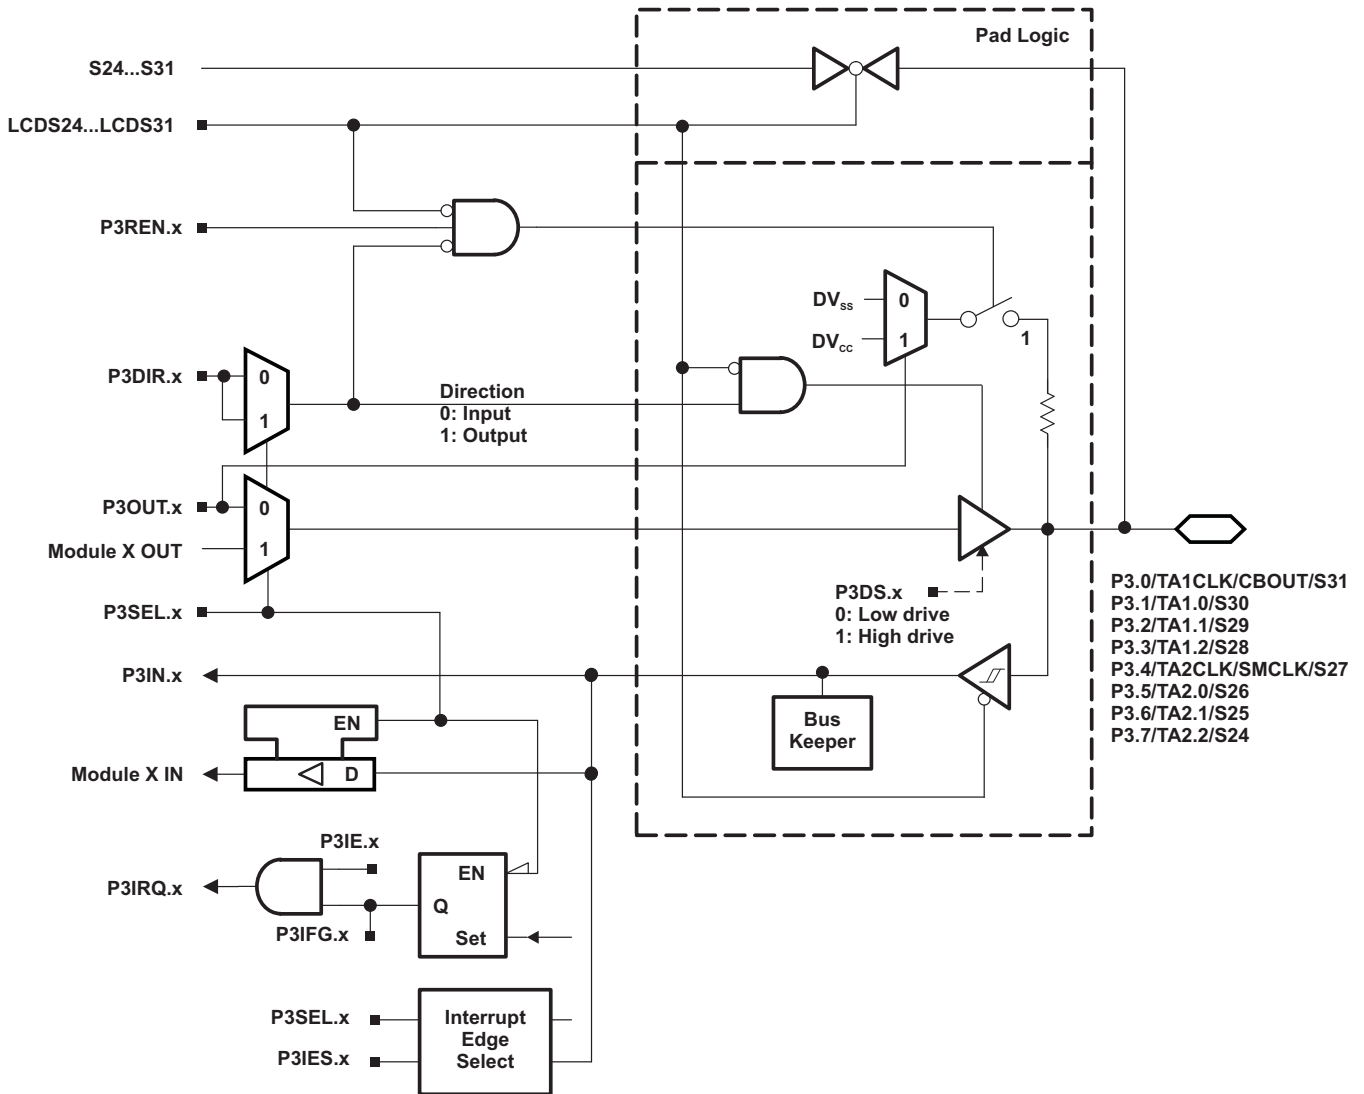 Pad Logic
S24...S31
LCDS24...LCDS31
P3REN.x
DVSS
0
DVCC
1
1
P3DIR.x
0
1
Direction
0: Input
1: Output
P3OUT.x
0
Module X OUT
1
P3DS.x
0: Low drive
1: High drive
P3SEL.x
P3.0/TA1CLK/CBOUT/S31
P3.1/TA1.0/S30
P3.2/TA1.1/S29
P3.3/TA1.2/S28
P3.4/TA2CLK/SMCLK/S27
P3.5/TA2.0/S26
P3.6/TA2.1/S25
P3.7/TA2.2/S24
P3IN.x
Bus
Keeper
EN
Module X IN
D
P3IE.x
EN
P3IRQ.x
Q
P3IFG.x
Set
P3SEL.x
P3IES.x
Interrupt
Edge
Select